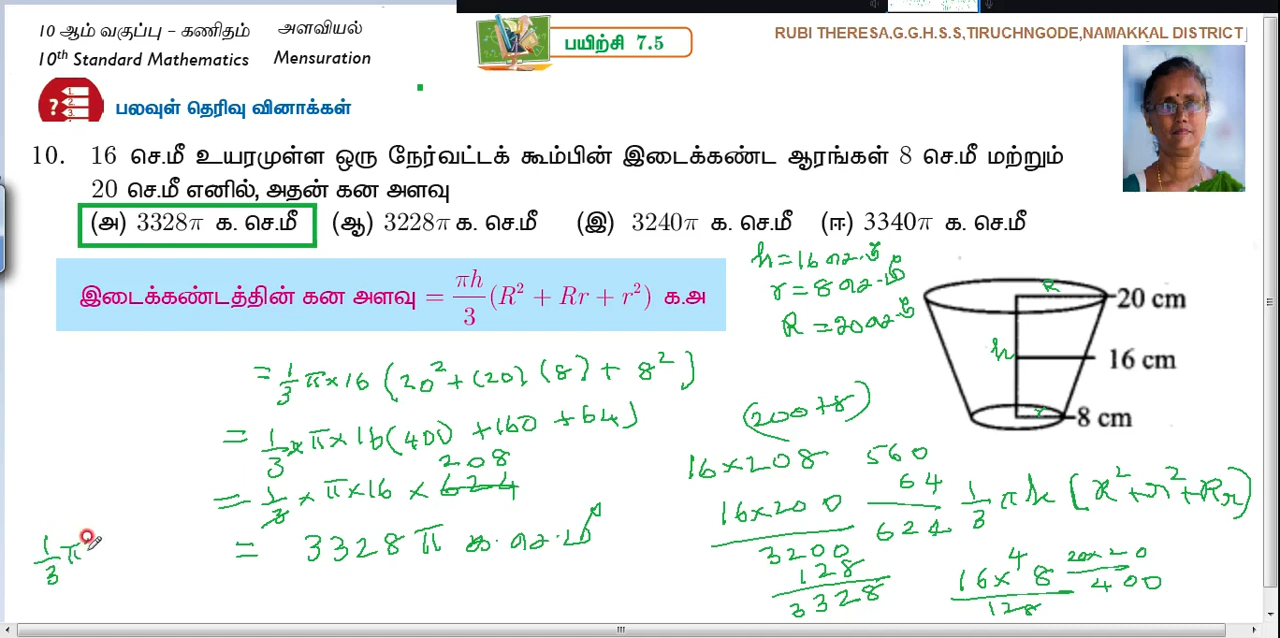 10 ஆம் வகுப்பு – கணிதம் அளவியல்
10th Standard Mathematics Mensuration
பயிற்சி 7.5
RUBI THERESA,G.G.H.S.S,TIRUCHNGODE,NAMAKKAL DISTRICT
பலவுள் தெரிவு வினாக்கள்
10. 16 செ.மீ உயரமுள்ள ஒரு நேர்வட்டக் கூம்பின் இடைக்கண்ட ஆரங்கள் 8 செ.மீ மற்றும்
20 செ.மீ எனில், அதன் கன அளவு
(அ) 3328π க. செ.மீ (ஆ) 3228π க. செ.மீ (இ) 3240π க. செ.மீ (ஈ) 3340π க. செ.மீ
இடைக்கண்டத்தின் கன அளவு = πh/3 (R² + Rr + r²) க.அ
h = 16 செ.மீ
r = 8 செ.மீ
R = 20 செ.மீ
R 20 cm
h 16 cm
r 8 cm
= 1/3 π × 16 (20² + (20) (8) + 8²)
= 1/3 × π × 16 (400 + 160 + 64)
208
= 1/3 × π × 16 × 624
= 3328 π க.செ.மீ
1/3 π
(200 + 8)
16 × 208
16 × 200
3200
128
3328
560
64
624
1/3 π h (R² + r² + Rr)
4
16 × 8
128
20 × 20
400